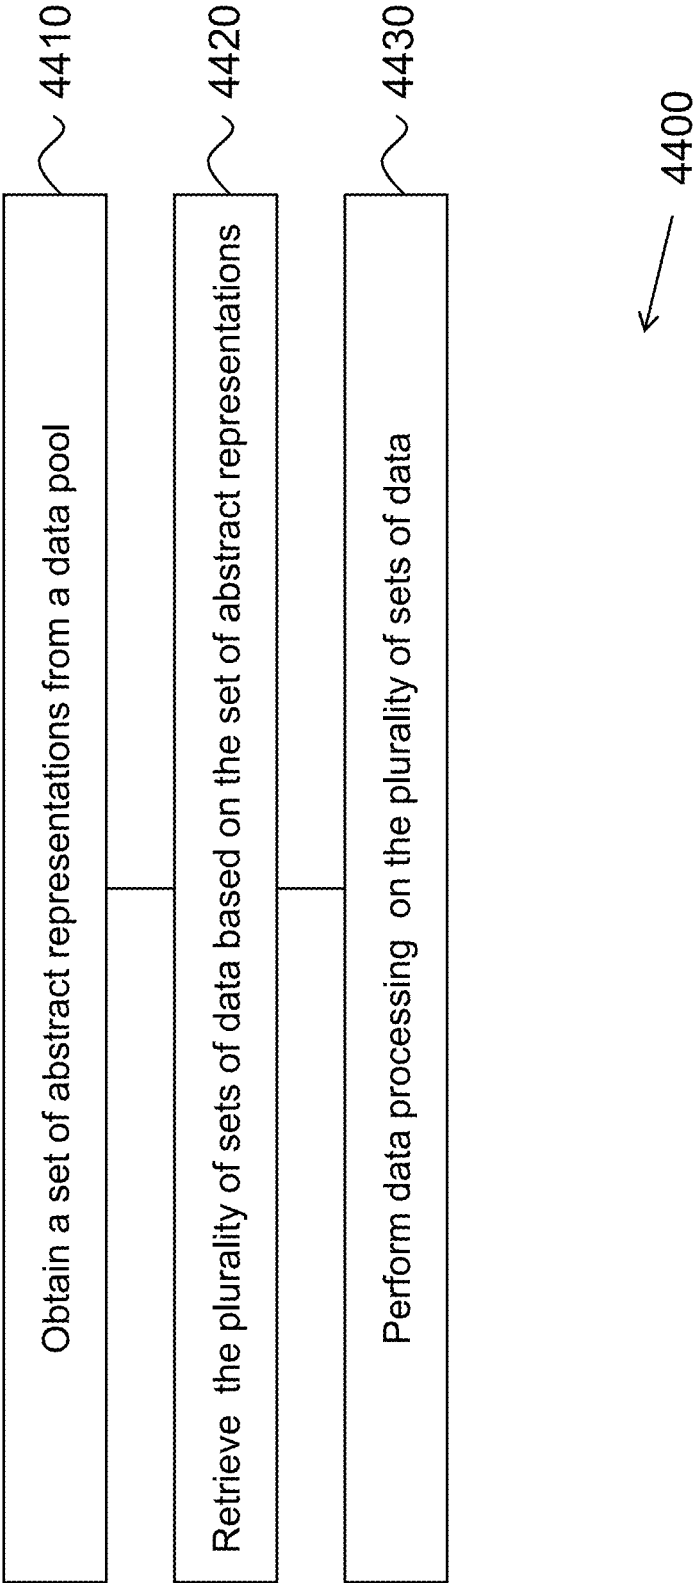 Obtain a set of abstract representations from a data pool
4410
Retrieve the plurality of sets of data based on the set of abstract representations
4420
Perform data processing on the plurality of sets of data
4430
4400